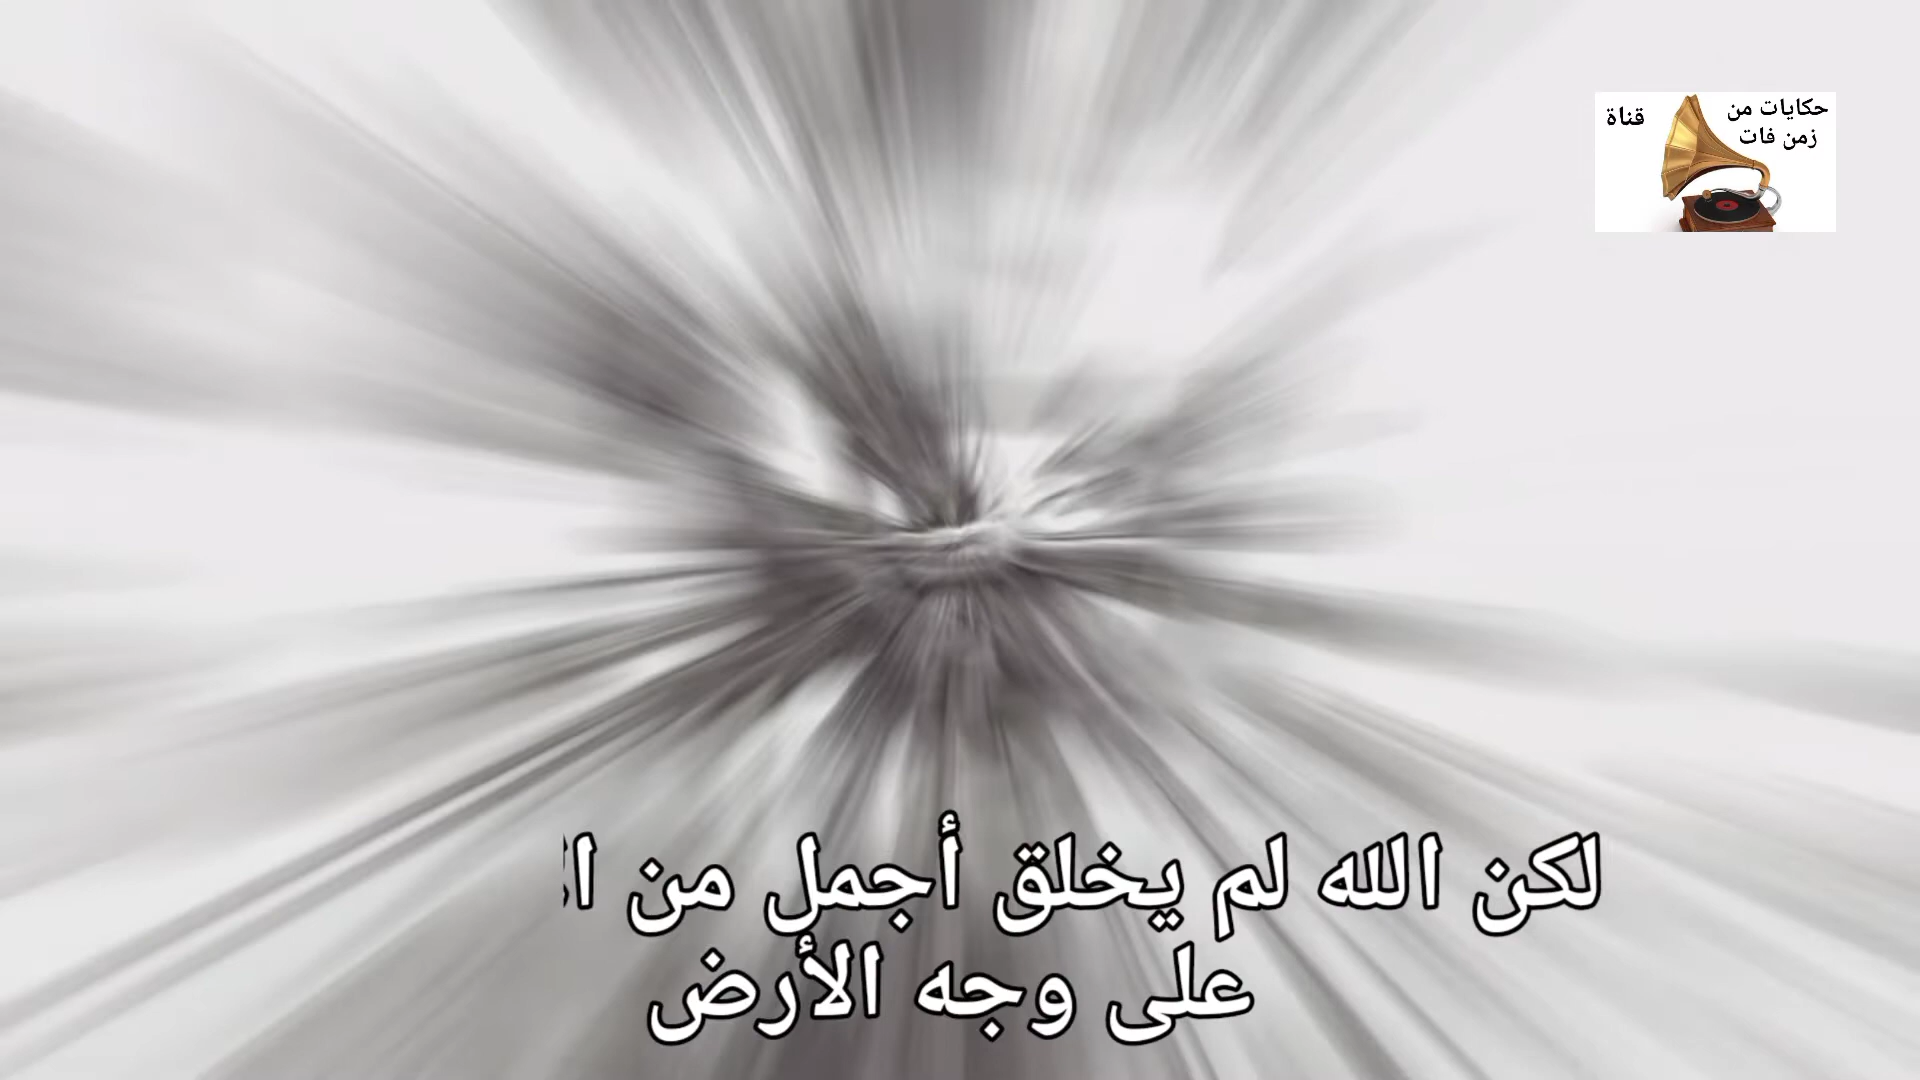 قناة
حكايات من
زمن فات
لكن الله لم يخلق أجمل من
على وجه الأرض